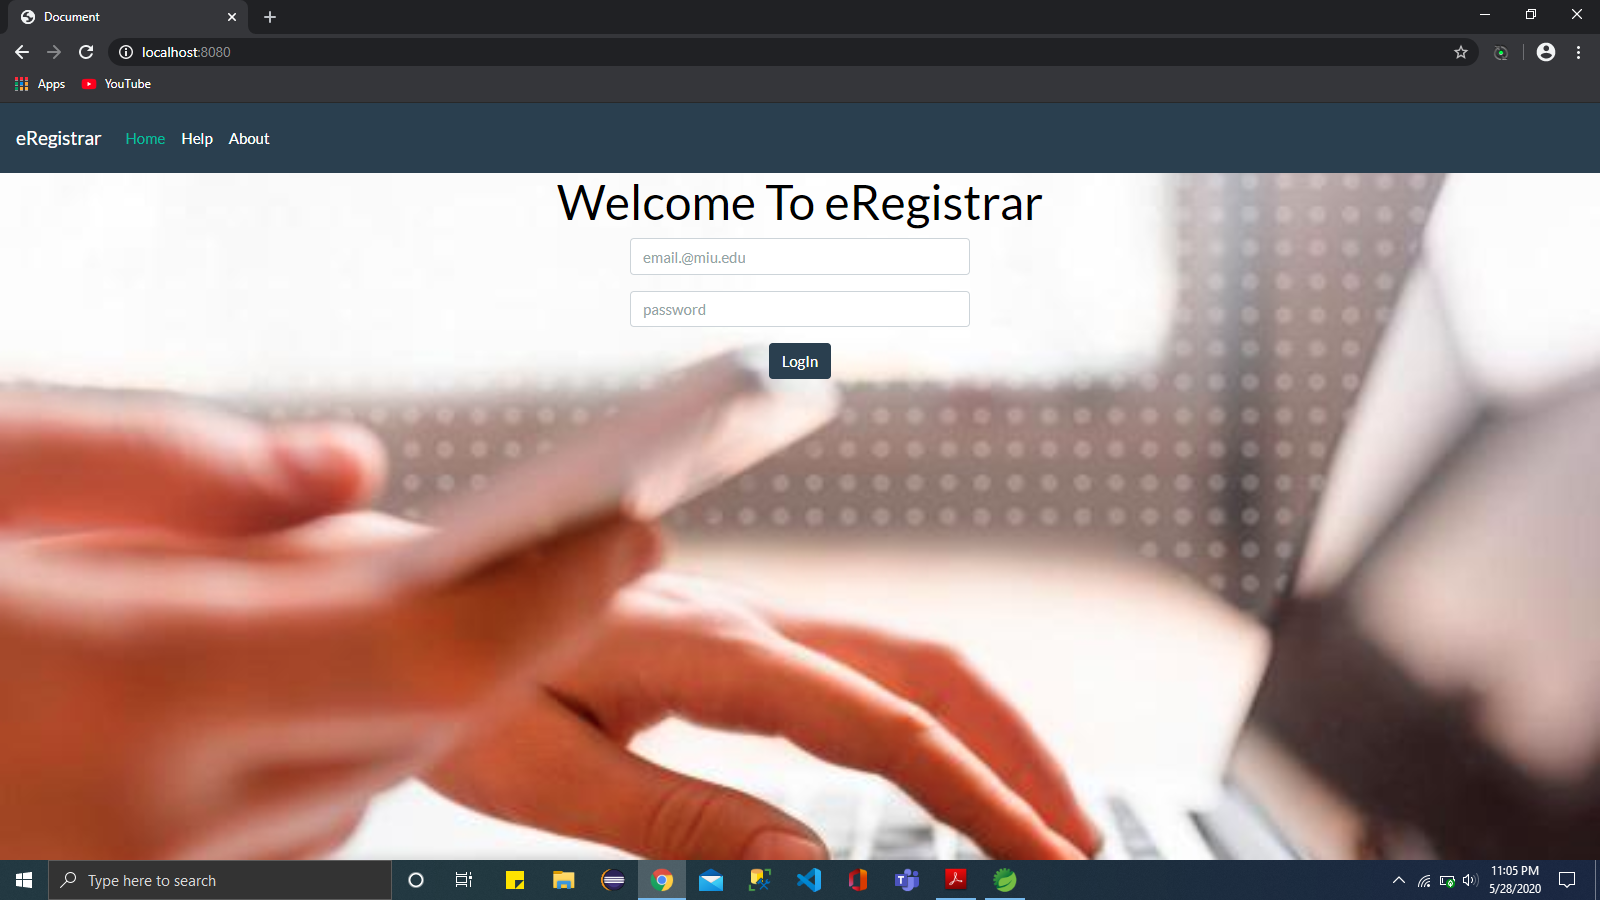 Document
localhost:8080
Apps YouTube
eRegistrar Home Help About
Welcome To eRegistrar
email.@miu.edu
password
LogIn
Type here to search
11:05 PM
5/28/2020